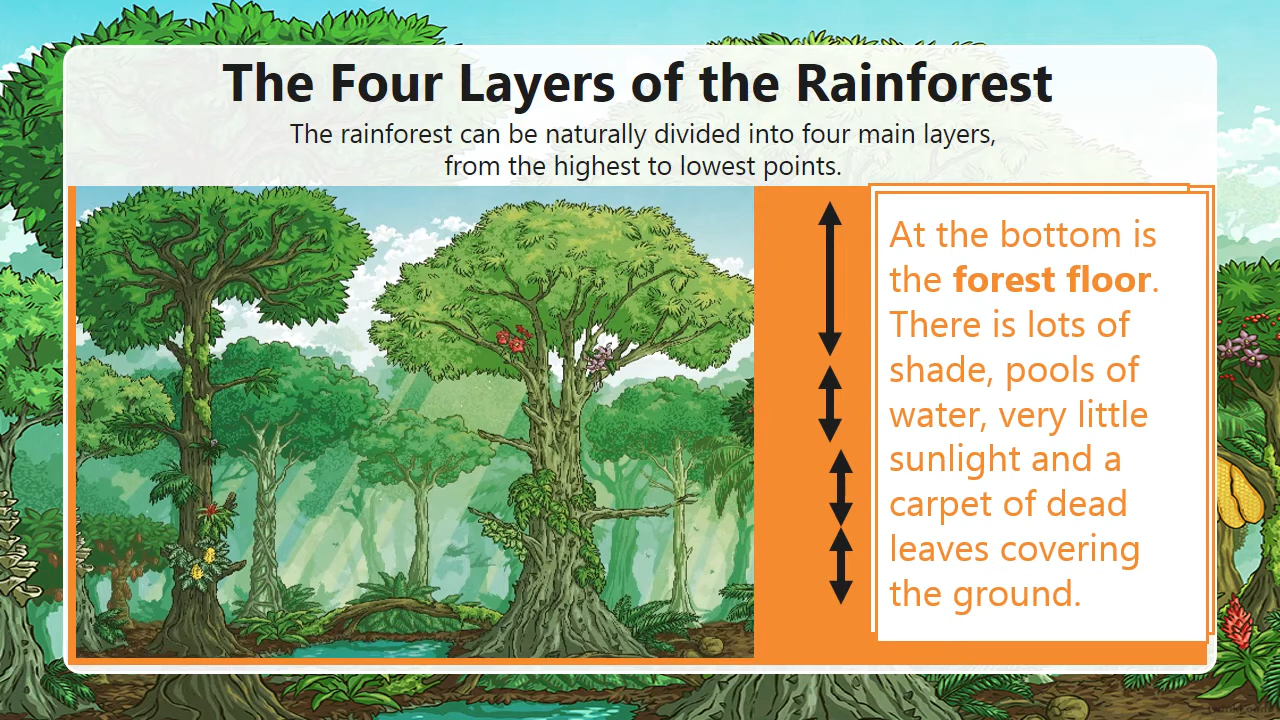 The Four Layers of the Rainforest
The rainforest can be naturally divided into four main layers,
from the highest to lowest points.
At the bottom is
the forest floor.
There is lots of
shade, pools of
water, very little
sunlight and a
carpet of dead
leaves covering
the ground.